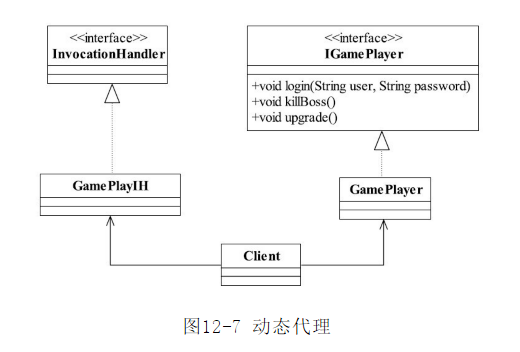 <<interface>>
InvocationHandler
<<interface>>
IGamePlayer
+void login(String user, String password)
+void killBoss()
+void upgrade()
GamePlayIH
GamePlayer
Client
图12-7 动态代理